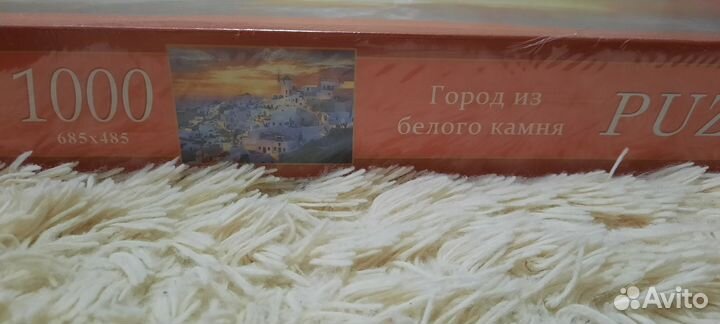 1000
685x485
Город из
белого камня
PUZ
Avito